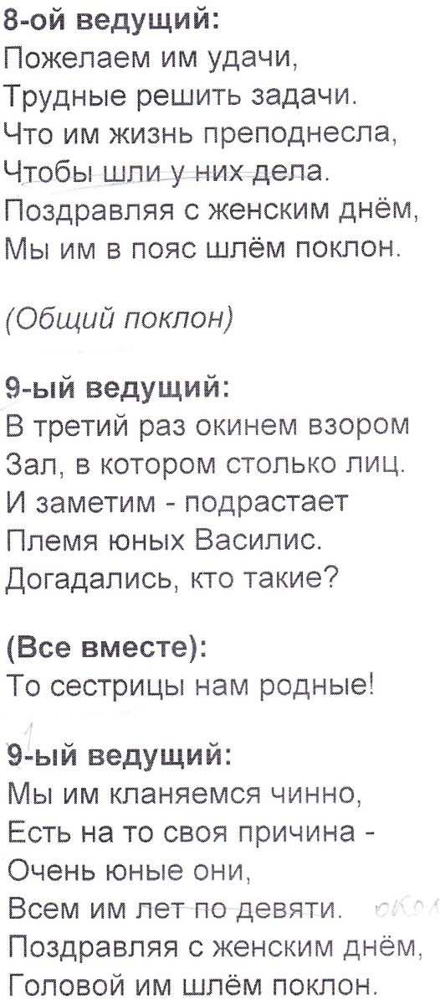 8-ой ведущий:
Пожелаем им удачи,
Трудные решить задачи.
Что им жизнь преподнесла,
Чтобы шли у них дела.
Поздравляя с женским днём,
Мы им в пояс шлём поклон.
(Общий поклон)
9-ый ведущий:
В третий раз окинем взором
Зал, в котором столько лиц.
И заметим - подрастает
Племя юных Василис.
Догадались, кто такие?
(Все вместе):
То сестрицы нам родные!
9-ый ведущий:
Мы им кланяемся чинно,
Есть на то своя причина -
Очень юные они,
Всем им лет по девяти.
Поздравляя с женским днём,
Головой им шлём поклон.